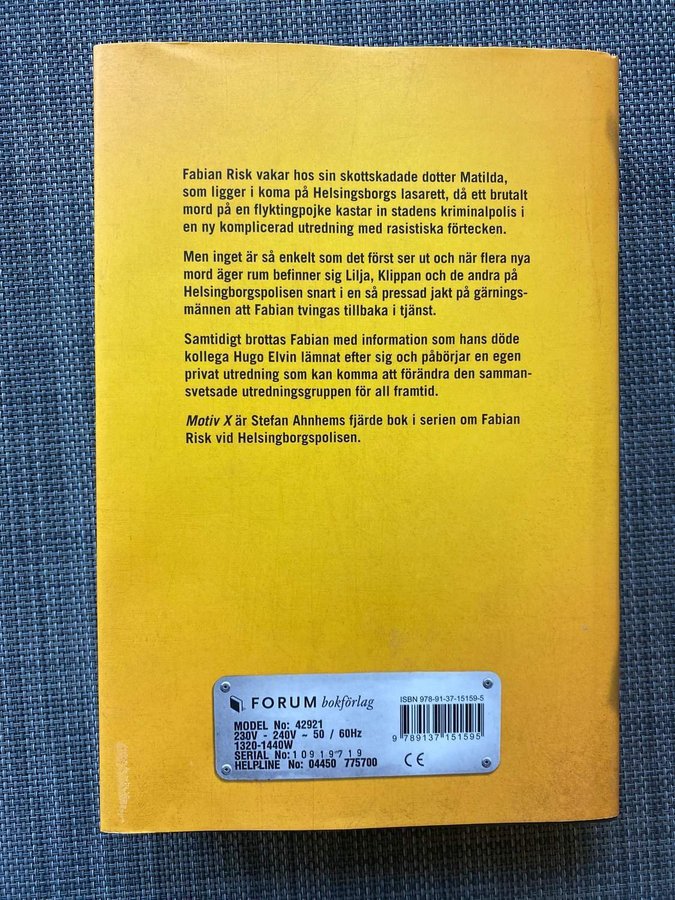 Fabian Risk vakar hos sin skottskadade dotter Matilda,
som ligger i koma på Helsingsborgs lasarett, då ett brutalt
mord på en flyktingpojke kastar in stadens kriminalpolis i
en ny komplicerad utredning med rasistiska förtecken.
Men inget är så enkelt som det först ser ut och när flera nya
mord äger rum befinner sig Lilja, Klippan och de andra på
Helsingborgspolisen snart i en så pressad jakt på gärnings-
männen att Fabian tvingas tillbaka i tjänst.
Samtidigt brottas Fabian med information som hans döde
kollega Hugo Elvin lämnat efter sig och påbörjar en egen
privat utredning som kan komma att förändra den samman-
svetsade utredningsgruppen för all framtid.
Motiv X är Stefan Ahnhems fjärde bok i serien om Fabian
Risk vid Helsingborgspolisen.
FORUM bokförlag
MODEL No: 42921
230V - 240V ~ 50 / 60Hz
1320-1440W
SERIAL No: 10919719
HELPLINE No: 04450 775700
ISBN 978-91-37-15159-5
9 789137 151595
CE